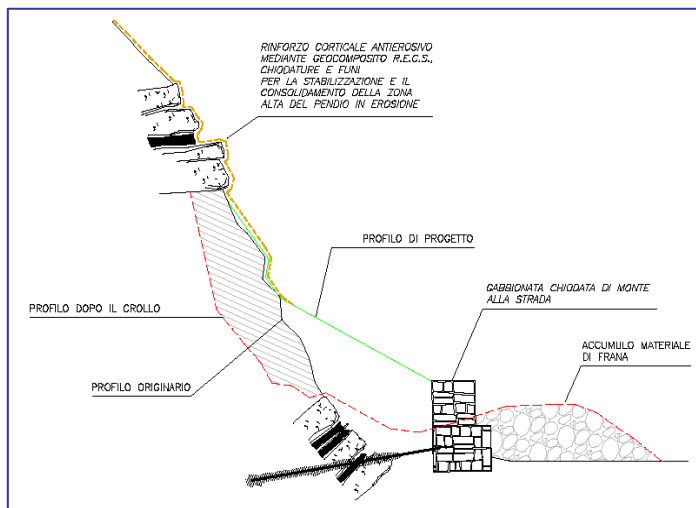 RINFORZO CORTICALE ANTIEROSIVO
MEDIANTE GEOCOMPOSITO R.E.C.S.,
CHIODATURE E FUNI
PER LA STABILIZZAZIONE E IL
CONSOLIDAMENTO DELLA ZONA
ALTA DEL PENDIO IN EROSIONE
PROFILO DI PROGETTO
GABBIONATA CHIODATA DI MONTE
ALLA STRADA
PROFILO DOPO IL CROLLO
ACCUMULO MATERIALE
DI FRANA
PROFILO ORIGINARIO